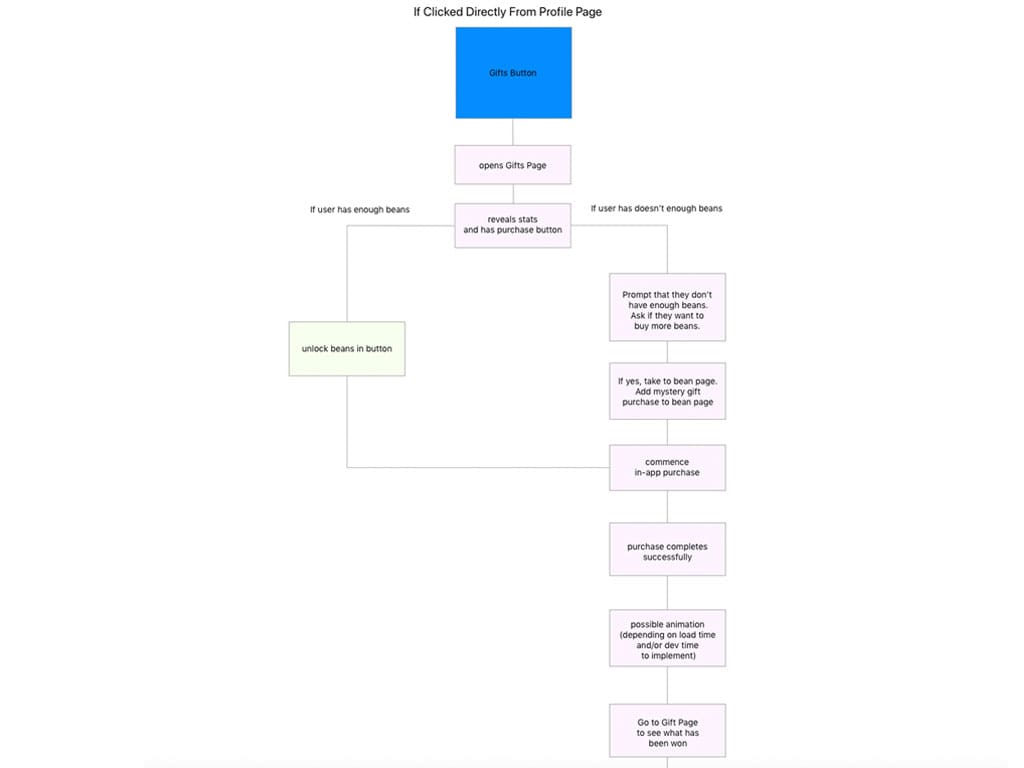 If Clicked Directly From Profile Page
Gifts Button
opens Gifts Page
If user has enough beans
If user has doesn't enough beans
reveals stats
and has purchase button
Prompt that they don't
have enough beans.
Ask if they want to
buy more beans.
unlock beans in button
If yes, take to bean page.
Add mystery gift
purchase to bean page
commence
in-app purchase
purchase completes
successfully
possible animation
(depending on load time
and/or dev time
to implement)
Go to Gift Page
to see what has
been won